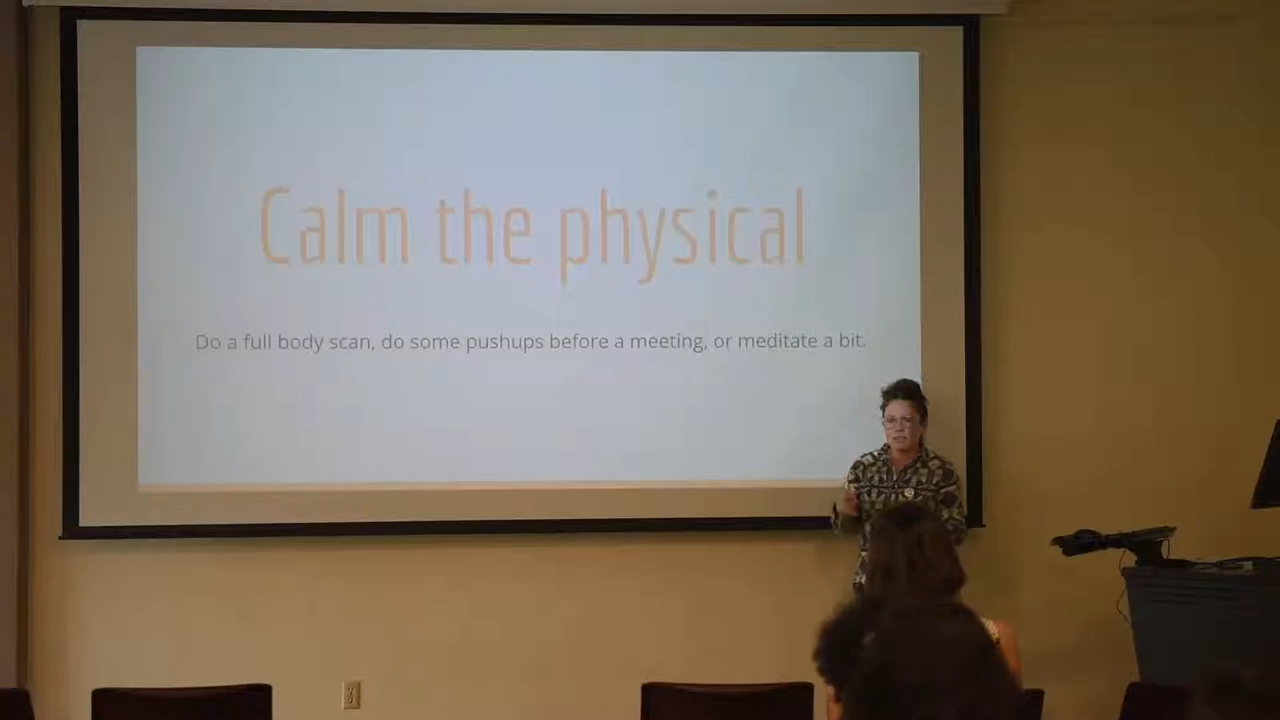 Calm the physical
Do a full body scan, do some pushups before a meeting, or meditate a bit.